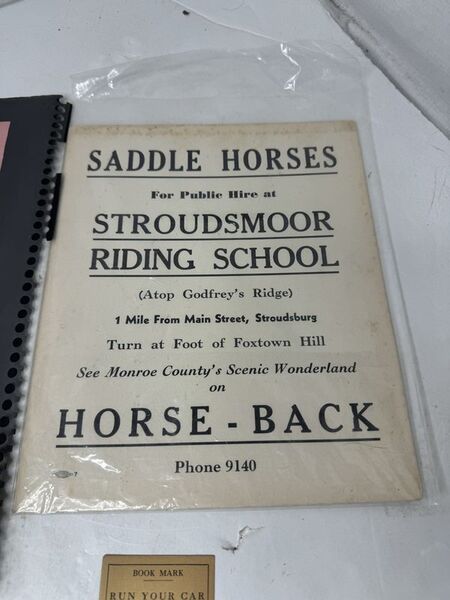 SADDLE HORSES
For Public Hire at
STROUDSMOOR
RIDING SCHOOL
(Atop Godfrey's Ridge)
1 Mile From Main Street, Stroudsburg
Turn at Foot of Foxtown Hill
See Monroe County's Scenic Wonderland
on
HORSE - BACK
Phone 9140
7
BOOK MARK
RUN YOUR CAR